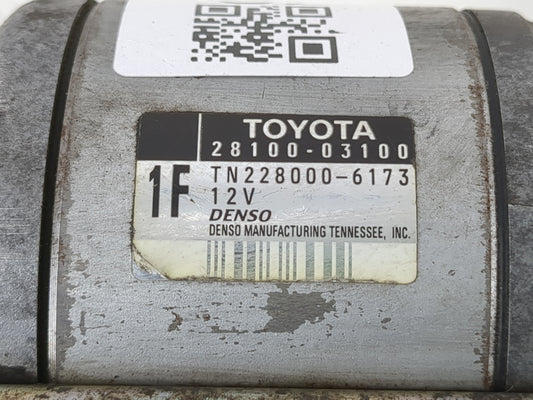 TOYOTA
28100-03100
1F TN228000-6173
12V
DENSO
DENSO MANUFACTURING TENNESSEE, INC.